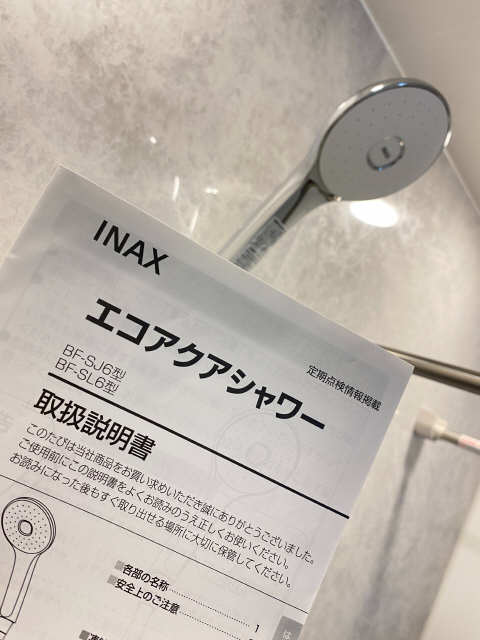 INAX
エコアクアシャワー
BF-SJ6型
BF-SL6型
定期点検情報掲載
取扱説明書
このたびは当社商品をお買い求めいただき誠にありがとうございました。
ご使用前にこの説明書をよくお読みのうえ正しくお使いください。
お読みになった後もすぐ取り出せる場所に大切に保管してください。
■各部の名称 1
■安全上のご注意
は